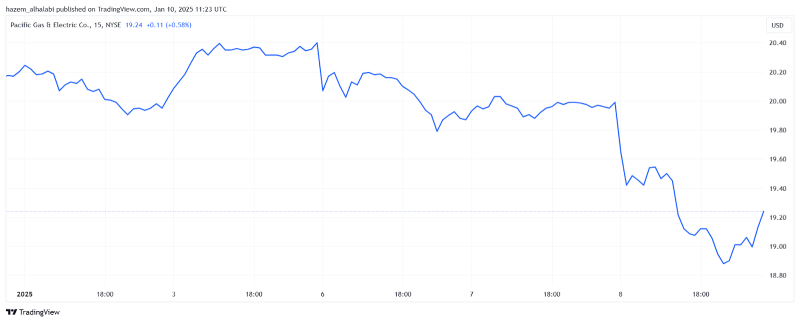 hazem_alhalabi published on TradingView.com, Jan 10, 2025 11:23 UTC
Pacific Gas & Electric Co., 15, NYSE 19.24 +0.11 (+0.58%)
USD
20.40
20.20
20.00
19.80
19.60
19.40
19.20
19.00
18.80
2025 18:00 3 18:00 6 18:00 7 18:00 8 18:00
TradingView